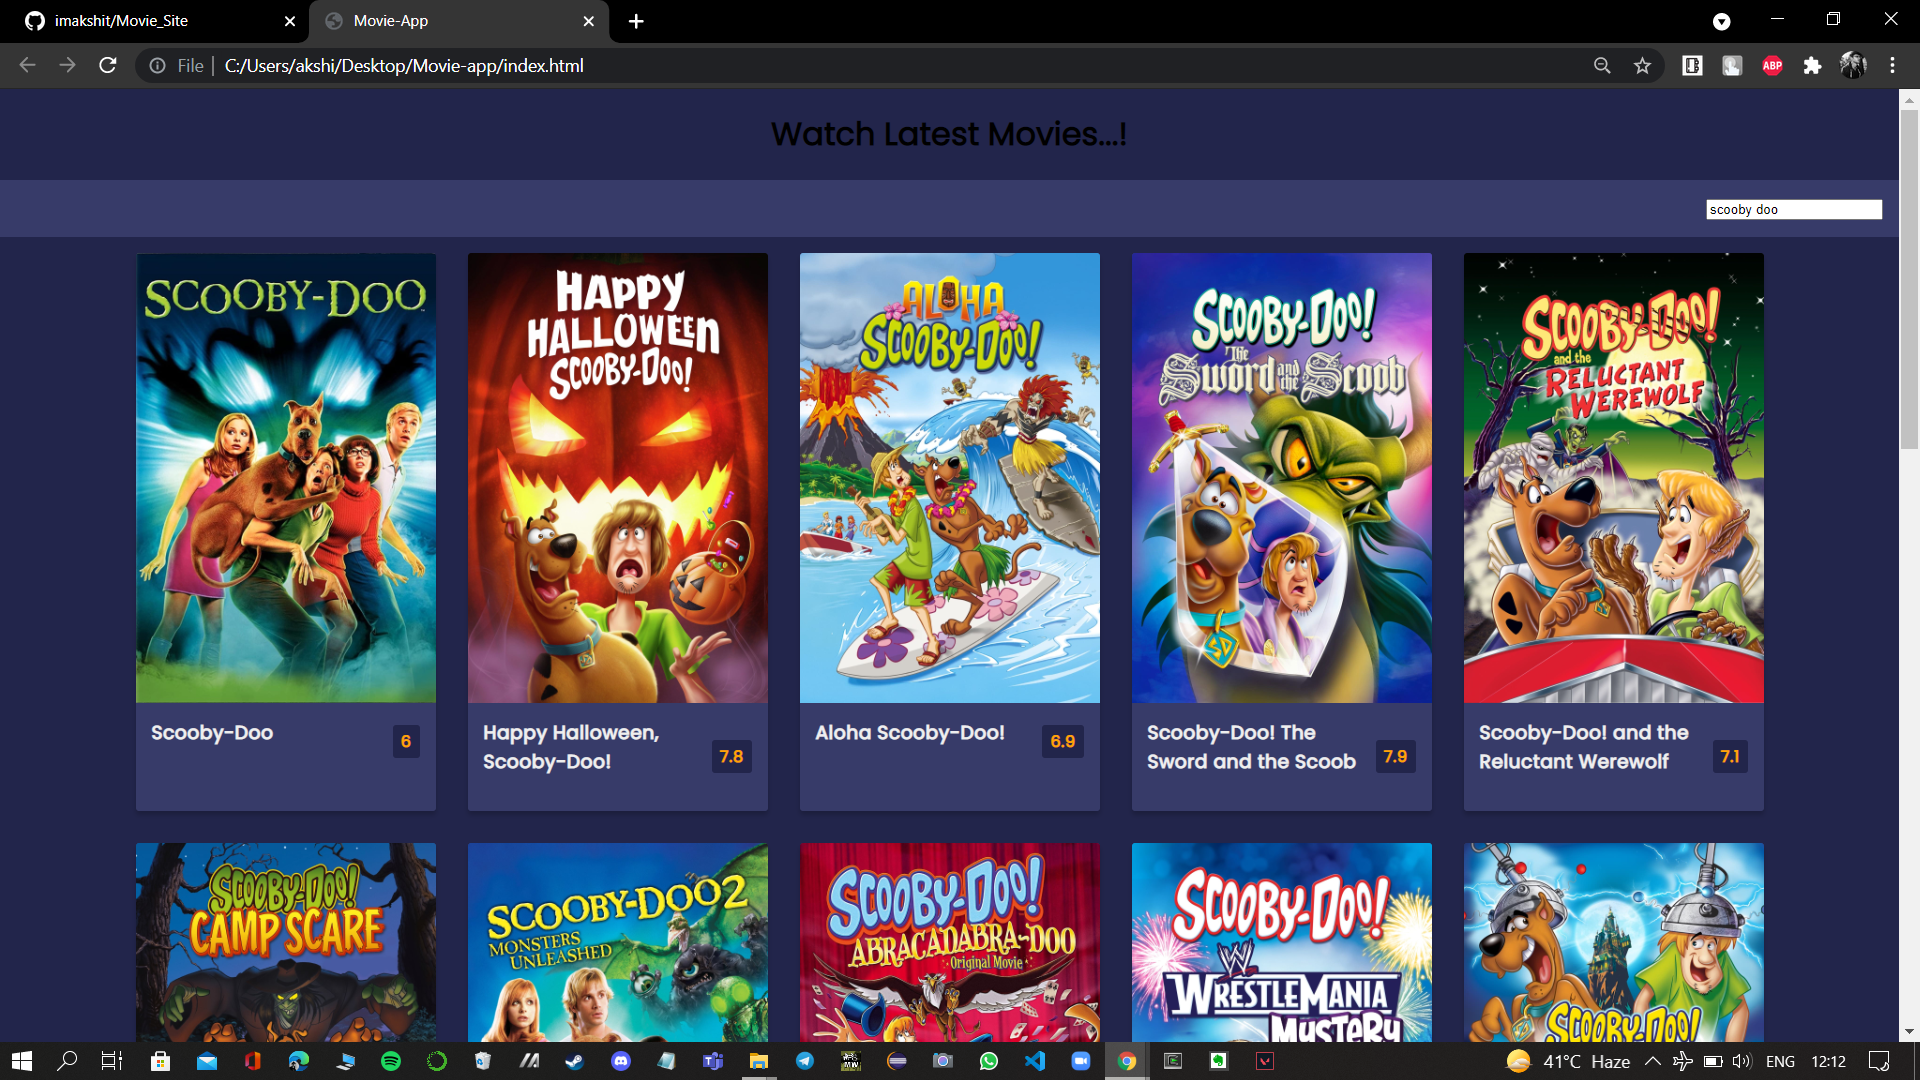 imakshit/Movie_Site
Movie-App
File
C:/Users/akshi/Desktop/Movie-app/index.html
ABP
Watch Latest Movies...!
scooby doo
SCOOBY-DOO
HAPPY
HALLOWEEN
SCOOBY-DOO!
ALOHA
SCOOBY-DOO!
SCOOBY-DOO!
The
Sword and the Scoob
SD
SCOOBY-DOO!
and the
RELUCTANT
WEREWOLF
Scooby-Doo
6
Happy Halloween,
Scooby-Doo!
7.8
Aloha Scooby-Doo!
6.9
Scooby-Doo! The
Sword and the Scoob
7.9
Scooby-Doo! and the
Reluctant Werewolf
7.1
SCOOBY-DOO!
CAMP SCARE
SCOOBY-DOO 2
MONSTERS
UNLEASHED
SCOOBY-DOO!
ABRACADABRA-DOO
Original Movie
SCOOBY-DOO!
W
WRESTLEMANIA
MYSTERY
SCOOBY-DOO!
41°C Haze
ENG
12:12